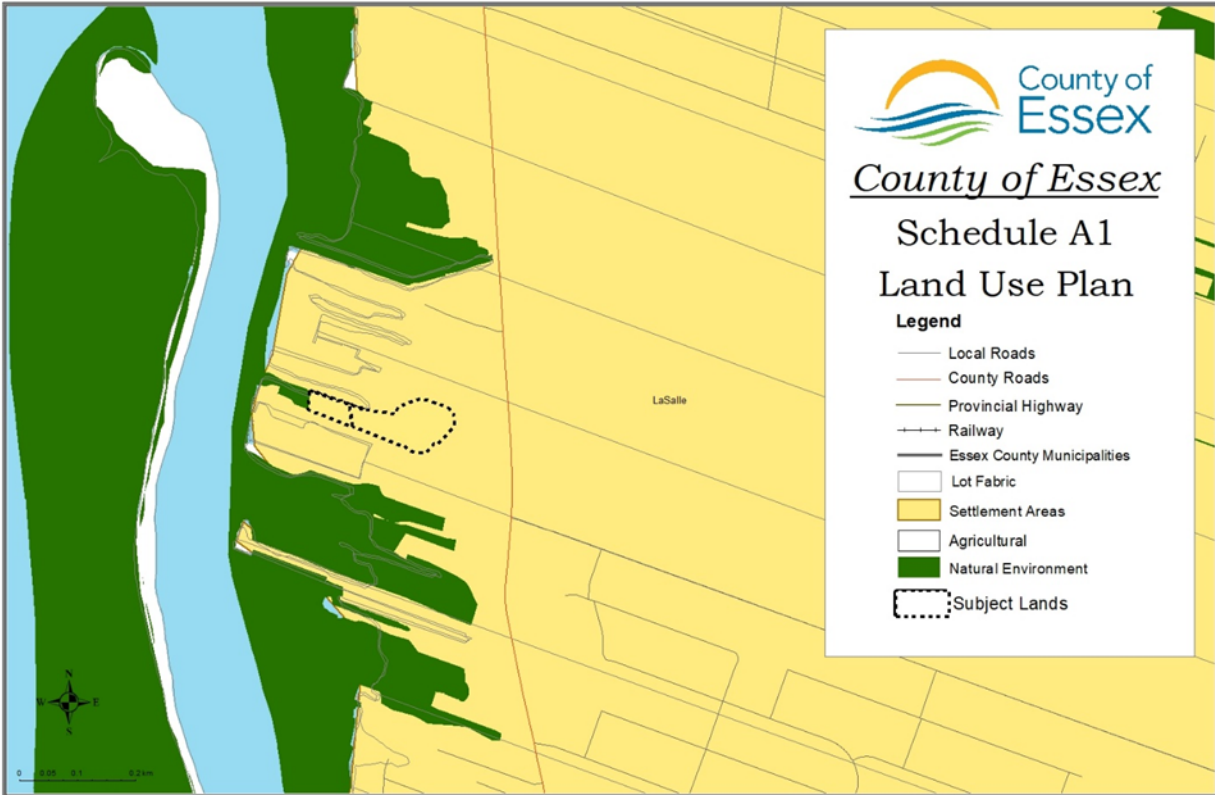 County of
Essex
County of Essex
Schedule A1
Land Use Plan
Legend
Local Roads
County Roads
Provincial Highway
Railway
Essex County Municipalities
Lot Fabric
Settlement Areas
Agricultural
Natural Environment
Subject Lands
LaSalle
N
W E
S
0 0.05 0.1 0.2 km